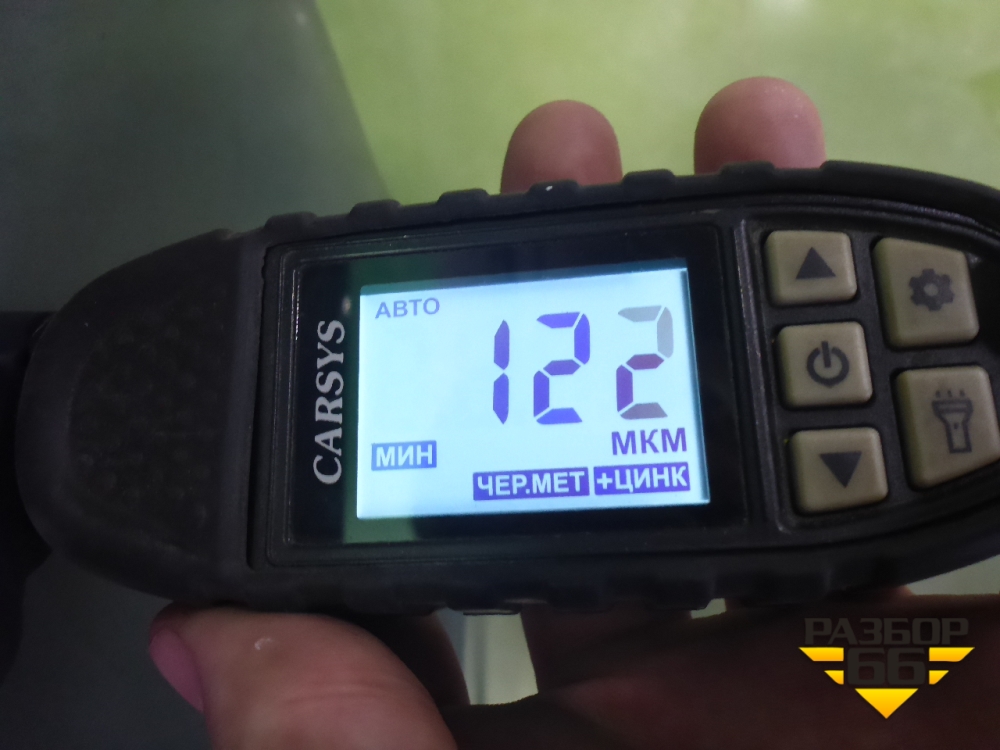 CARSYS
АВТО
122
МКМ
МИН
ЧЕР.МЕТ +ЦИНК
РАЗБОР
66